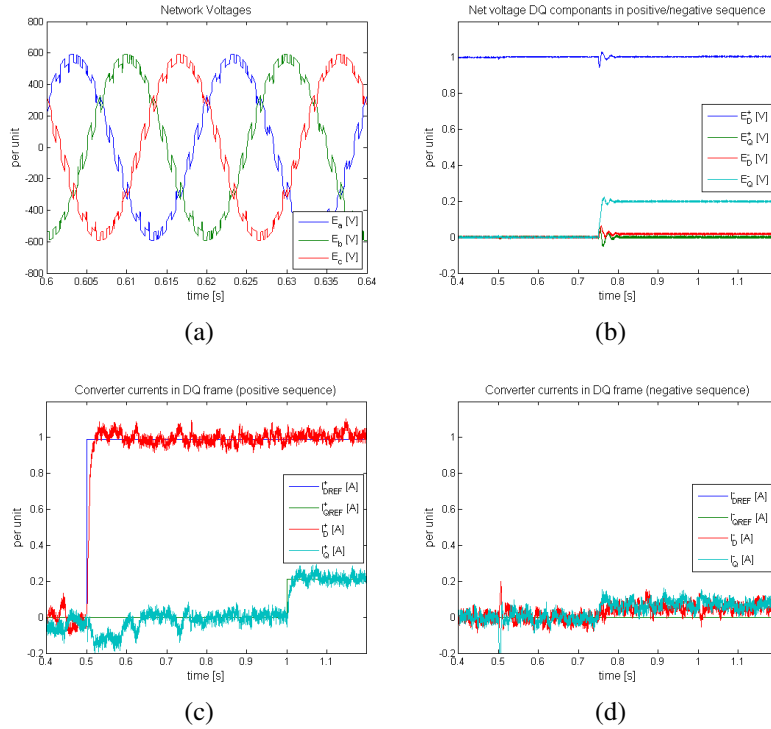 Network Voltages
800
600
400
200
0
-200
-400
-600
800
per unit
E_a [V]
E_b [V]
E_c [V]
0.6 0.605 0.61 0.615 0.62 0.625 0.63 0.635 0.64
time [s]
(a)
Net voltage DQ componants in positive/negative sequence
1
0.8
0.6
0.4
0.2
0
-0.2
per unit
E_D^+ [V]
E_Q^+ [V]
E_D^- [V]
E_Q^- [V]
0.4 0.5 0.6 0.7 0.8 0.9 1 1.1
time [s]
(b)
Converter currents in DQ frame (positive sequence)
1
0.8
0.6
0.4
0.2
0
-0.2
per unit
I_DREF^+ [A]
I_QREF^+ [A]
I_D^+ [A]
I_Q^+ [A]
0.4 0.5 0.6 0.7 0.8 0.9 1 1.1
time [s]
(c)
Converter currents in DQ frame (negative sequence)
1
0.8
0.6
0.4
0.2
0
-0.2
per unit
I_DREF^- [A]
I_QREF^- [A]
I_D^- [A]
I_Q^- [A]
0.4 0.5 0.6 0.7 0.8 0.9 1 1.1
time [s]
(d)